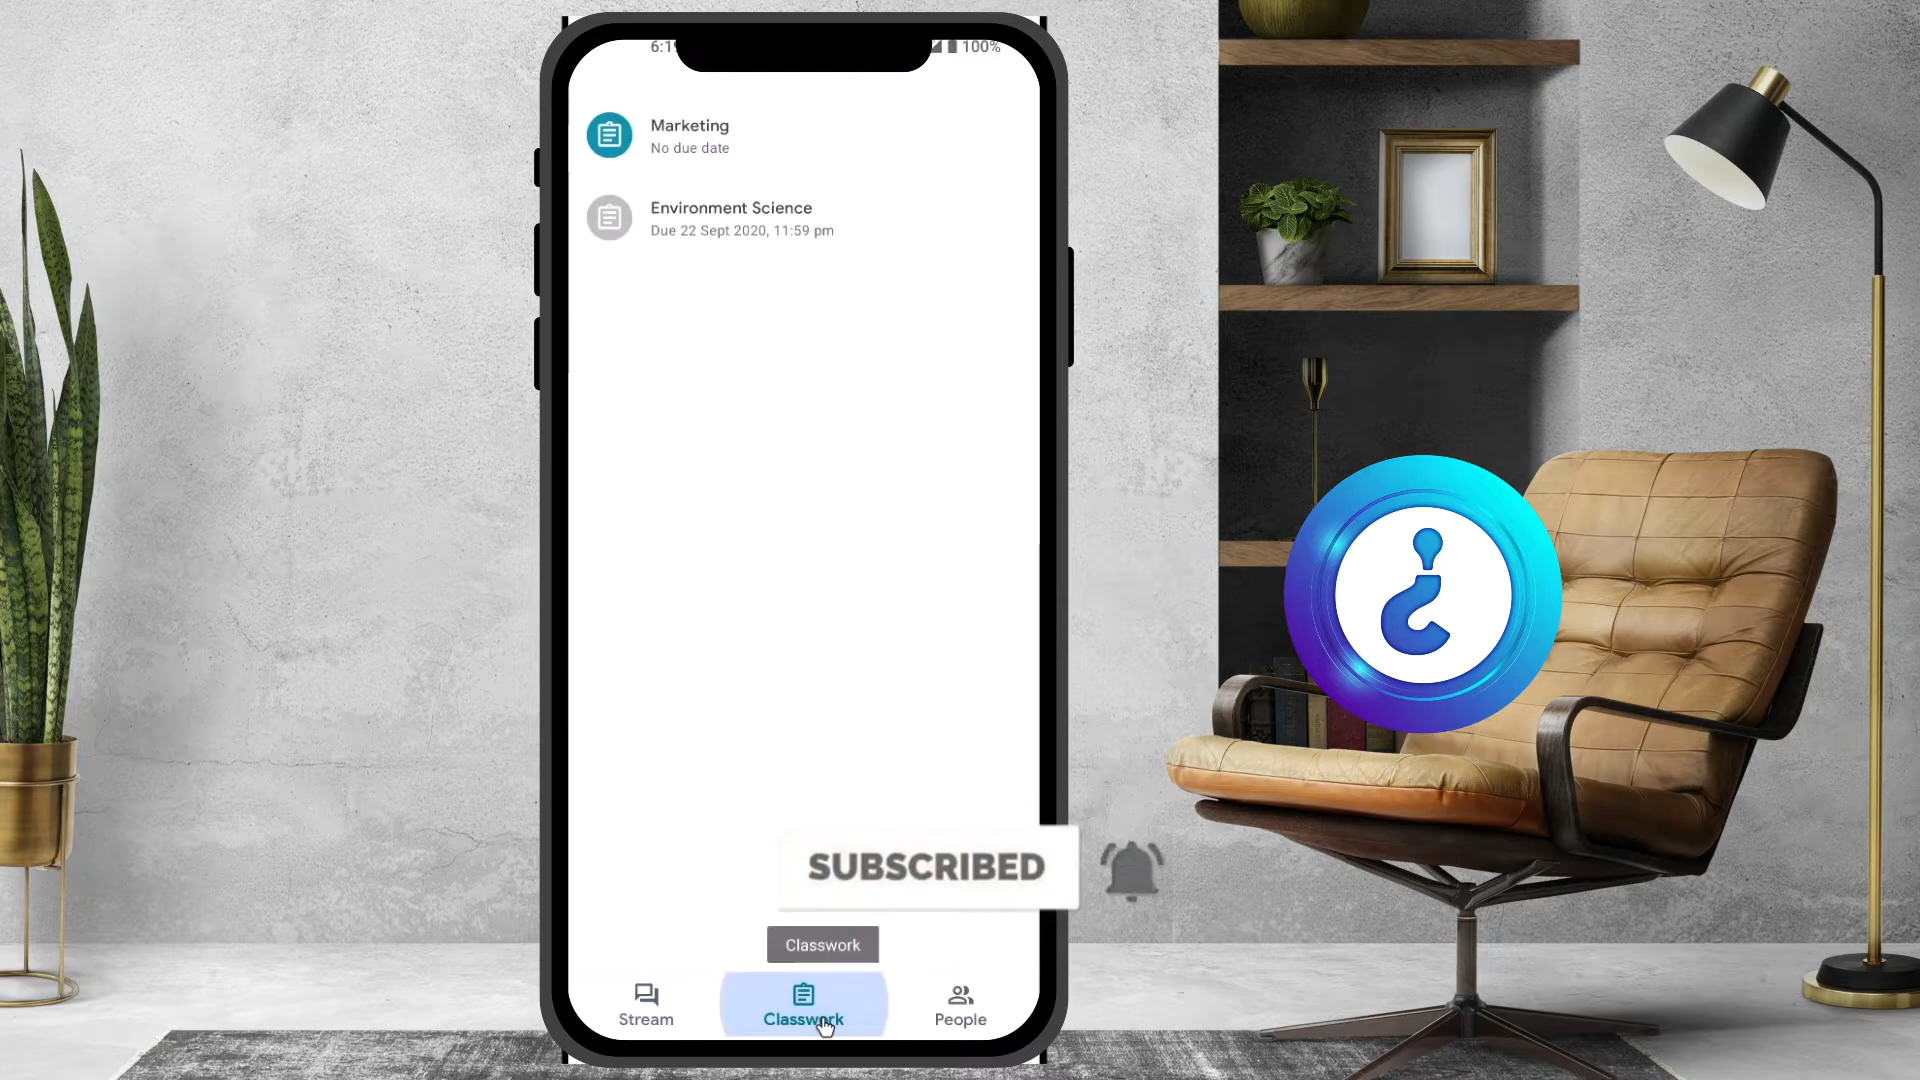 100%
Marketing
No due date
Environment Science
Due 22 Sept 2020, 11:59 pm
SUBSCRIBED
Classwork
Stream
Classwork
People